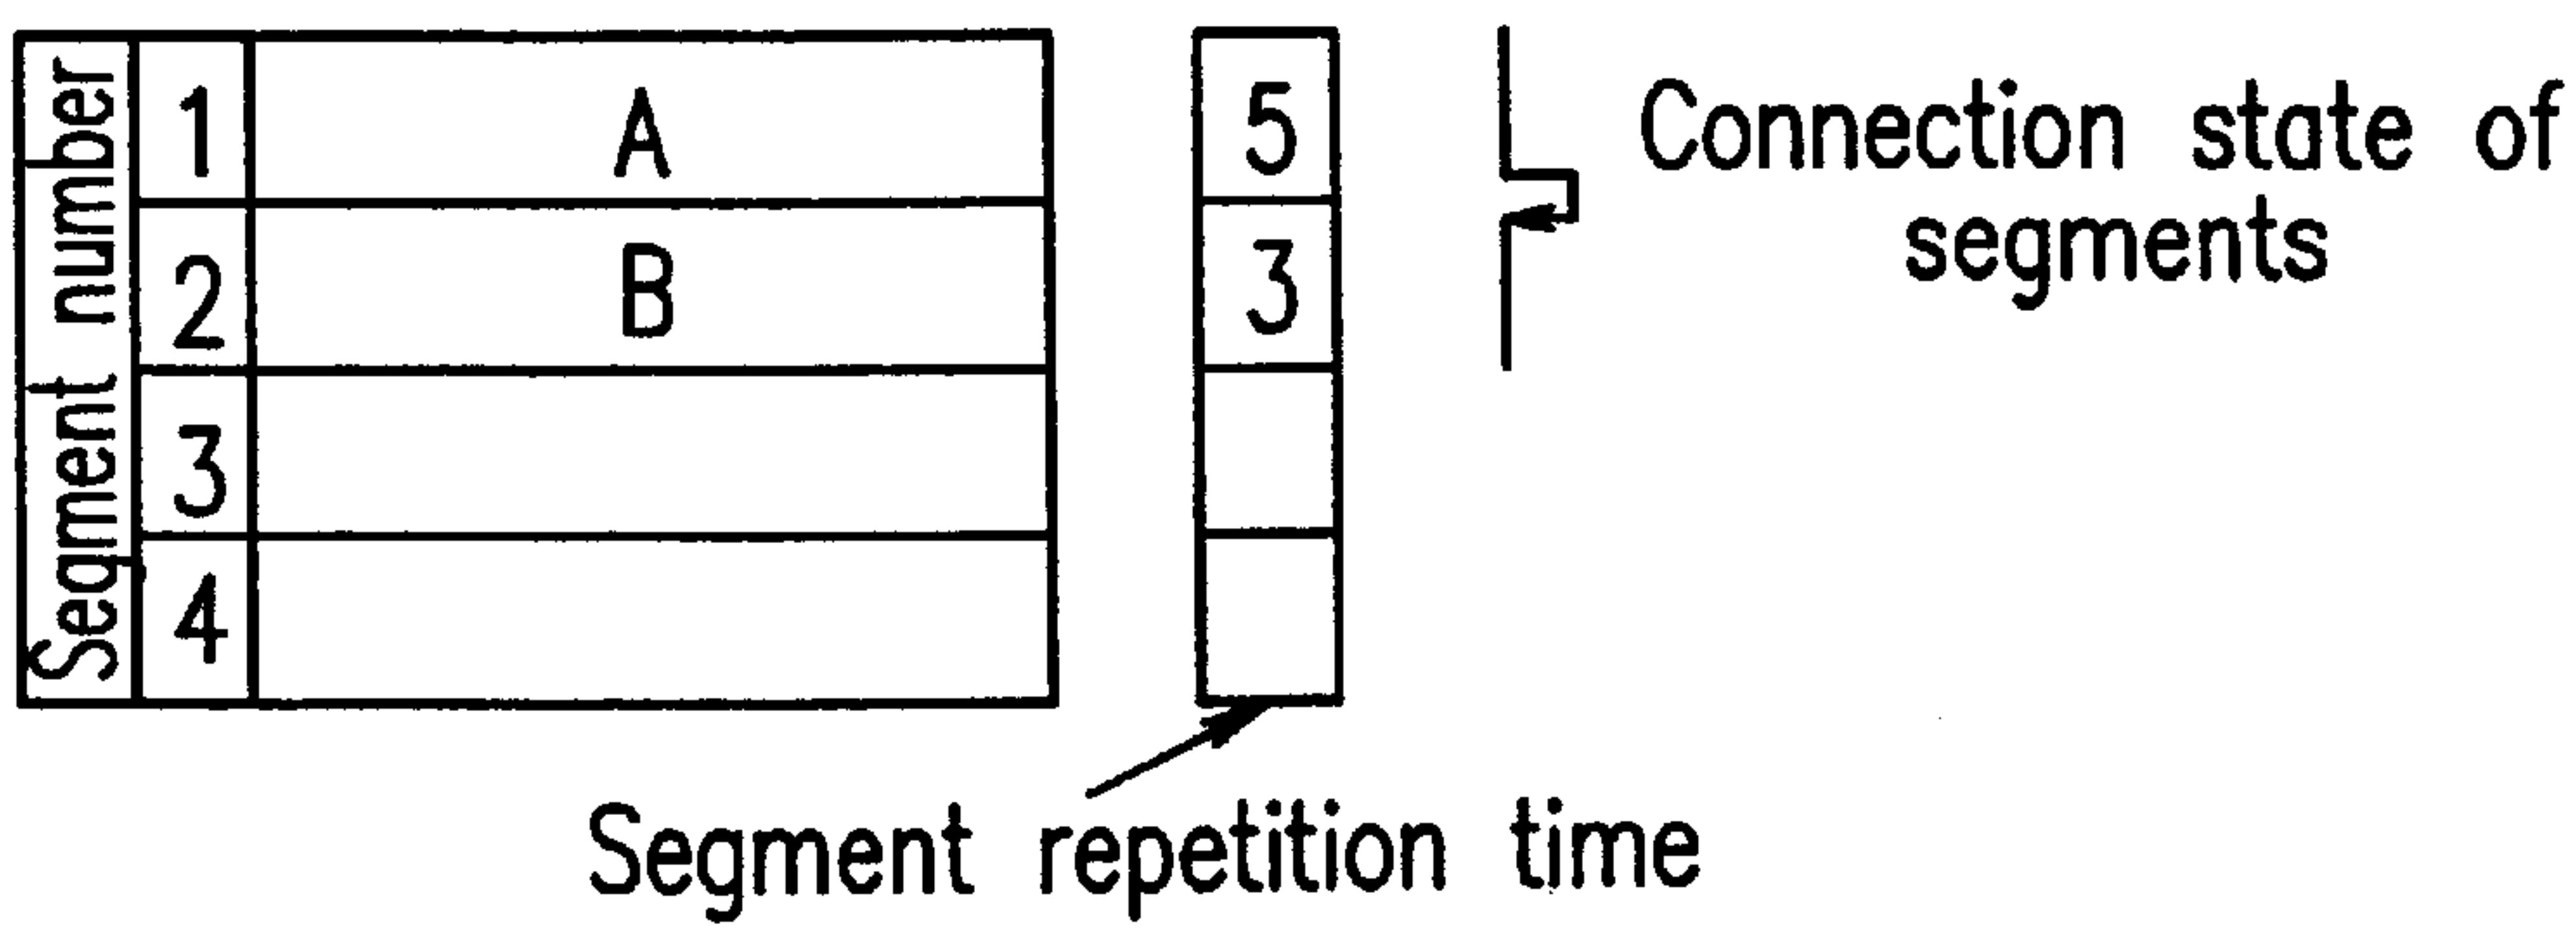 Segment number
1 A 5
2 B 3
3
4
Connection state of
segments
Segment repetition time